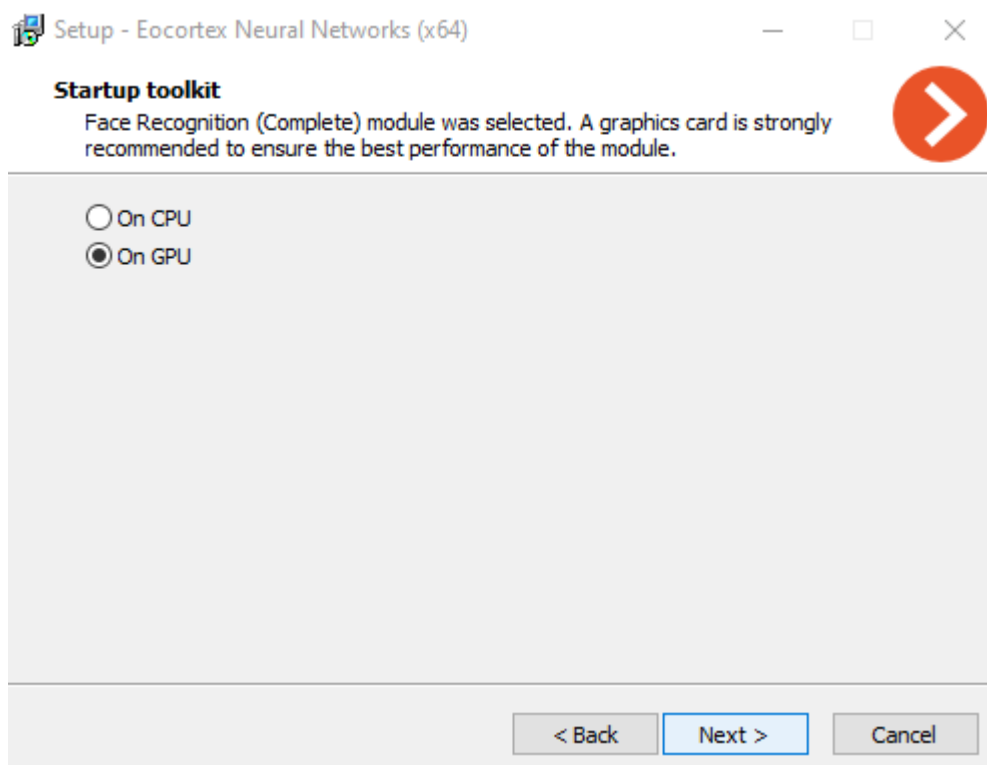 Setup - Eocortex Neural Networks (x64)
Startup toolkit
Face Recognition (Complete) module was selected. A graphics card is strongly
recommended to ensure the best performance of the module.
On CPU
On GPU
< Back
Next >
Cancel